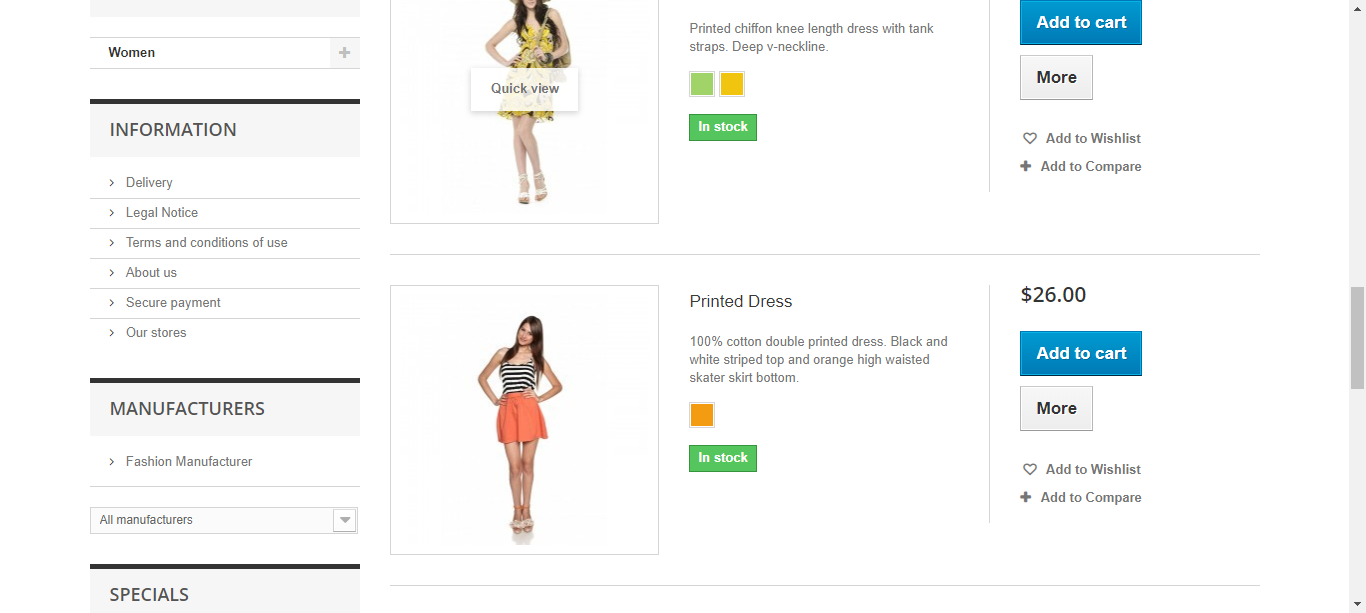 Women
INFORMATION
Delivery
Legal Notice
Terms and conditions of use
About us
Secure payment
Our stores
MANUFACTURERS
Fashion Manufacturer
All manufacturers
SPECIALS
Quick view
Printed chiffon knee length dress with tank
straps. Deep v-neckline.
In stock
Add to cart
More
Add to Wishlist
Add to Compare
Printed Dress
100% cotton double printed dress. Black and
white striped top and orange high waisted
skater skirt bottom.
In stock
$26.00
Add to cart
More
Add to Wishlist
Add to Compare